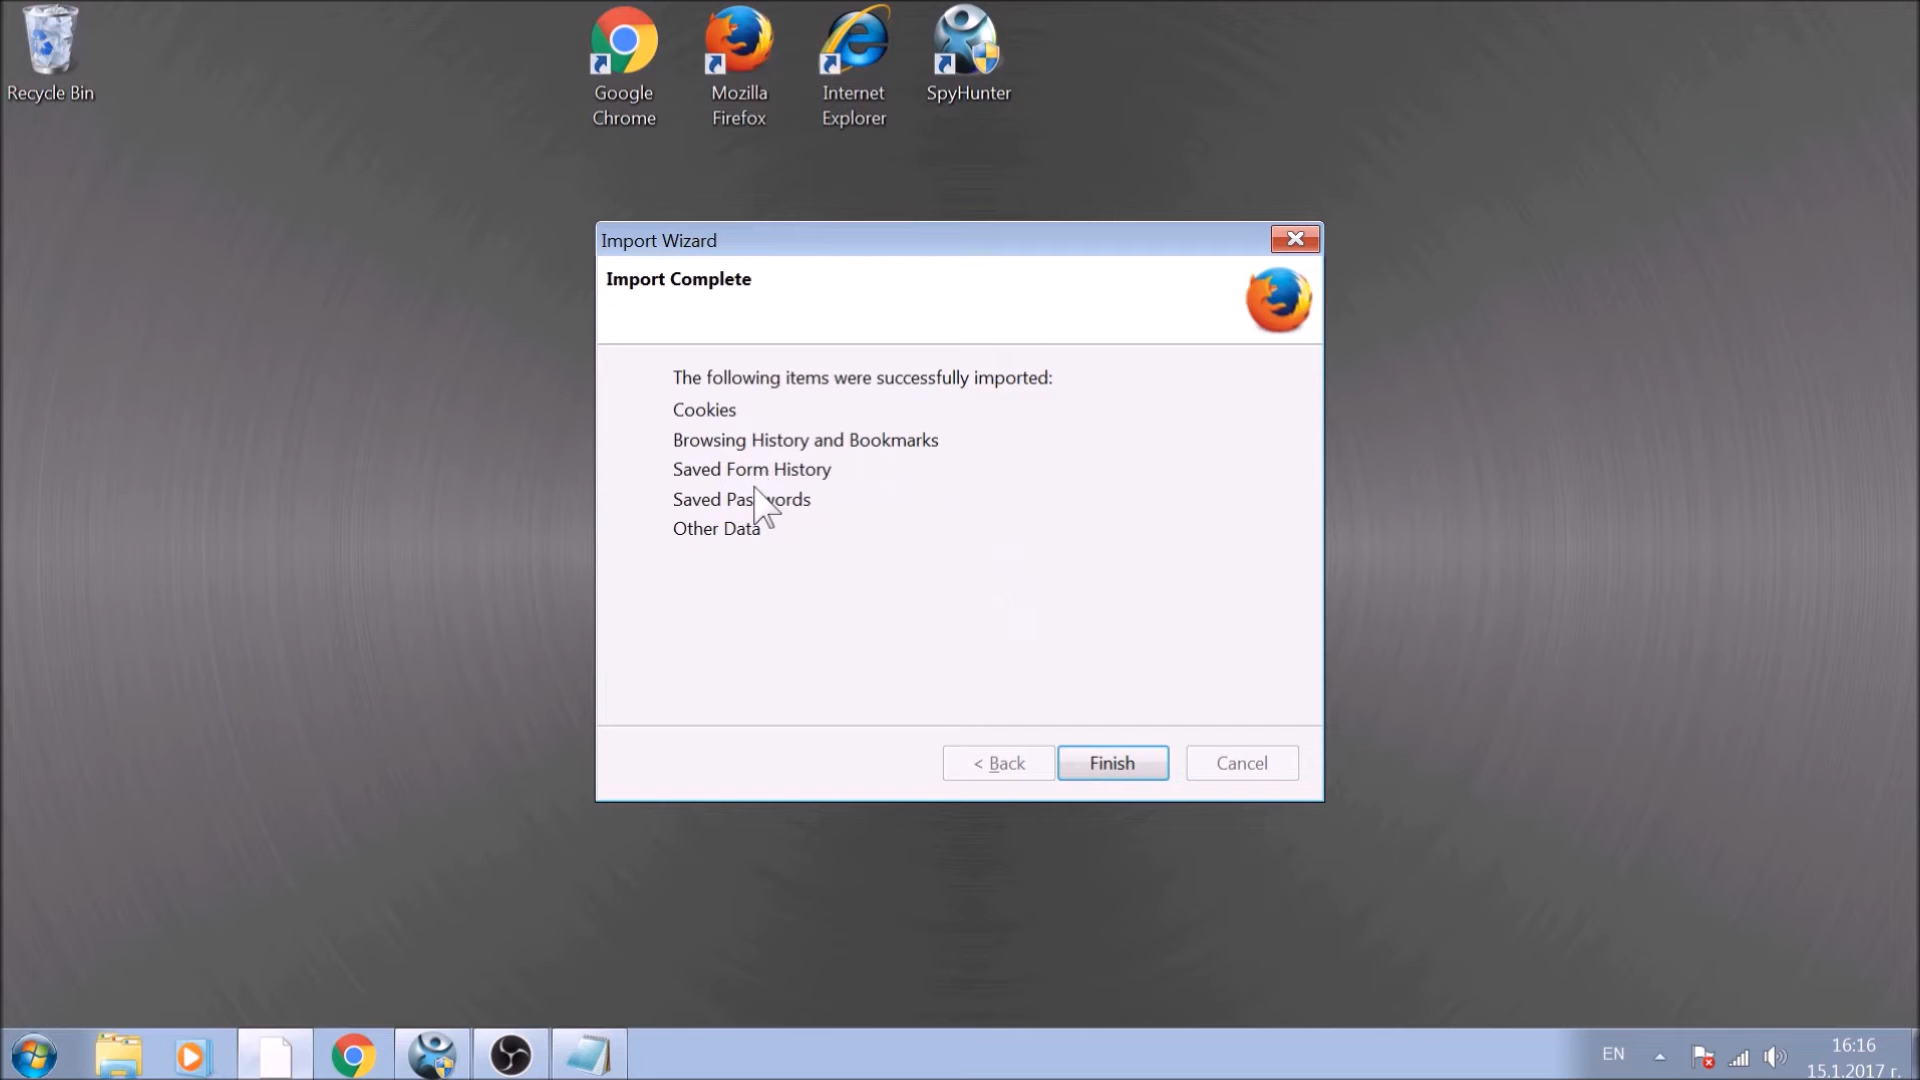 Recycle Bin
Google
Chrome
Mozilla
Firefox
Internet
Explorer
SpyHunter
Import Wizard
Import Complete
The following items were successfully imported:
Cookies
Browsing History and Bookmarks
Saved Form History
Saved Passwords
Other Data
< Back
Finish
Cancel
EN
16:16
15.1.2017 г.